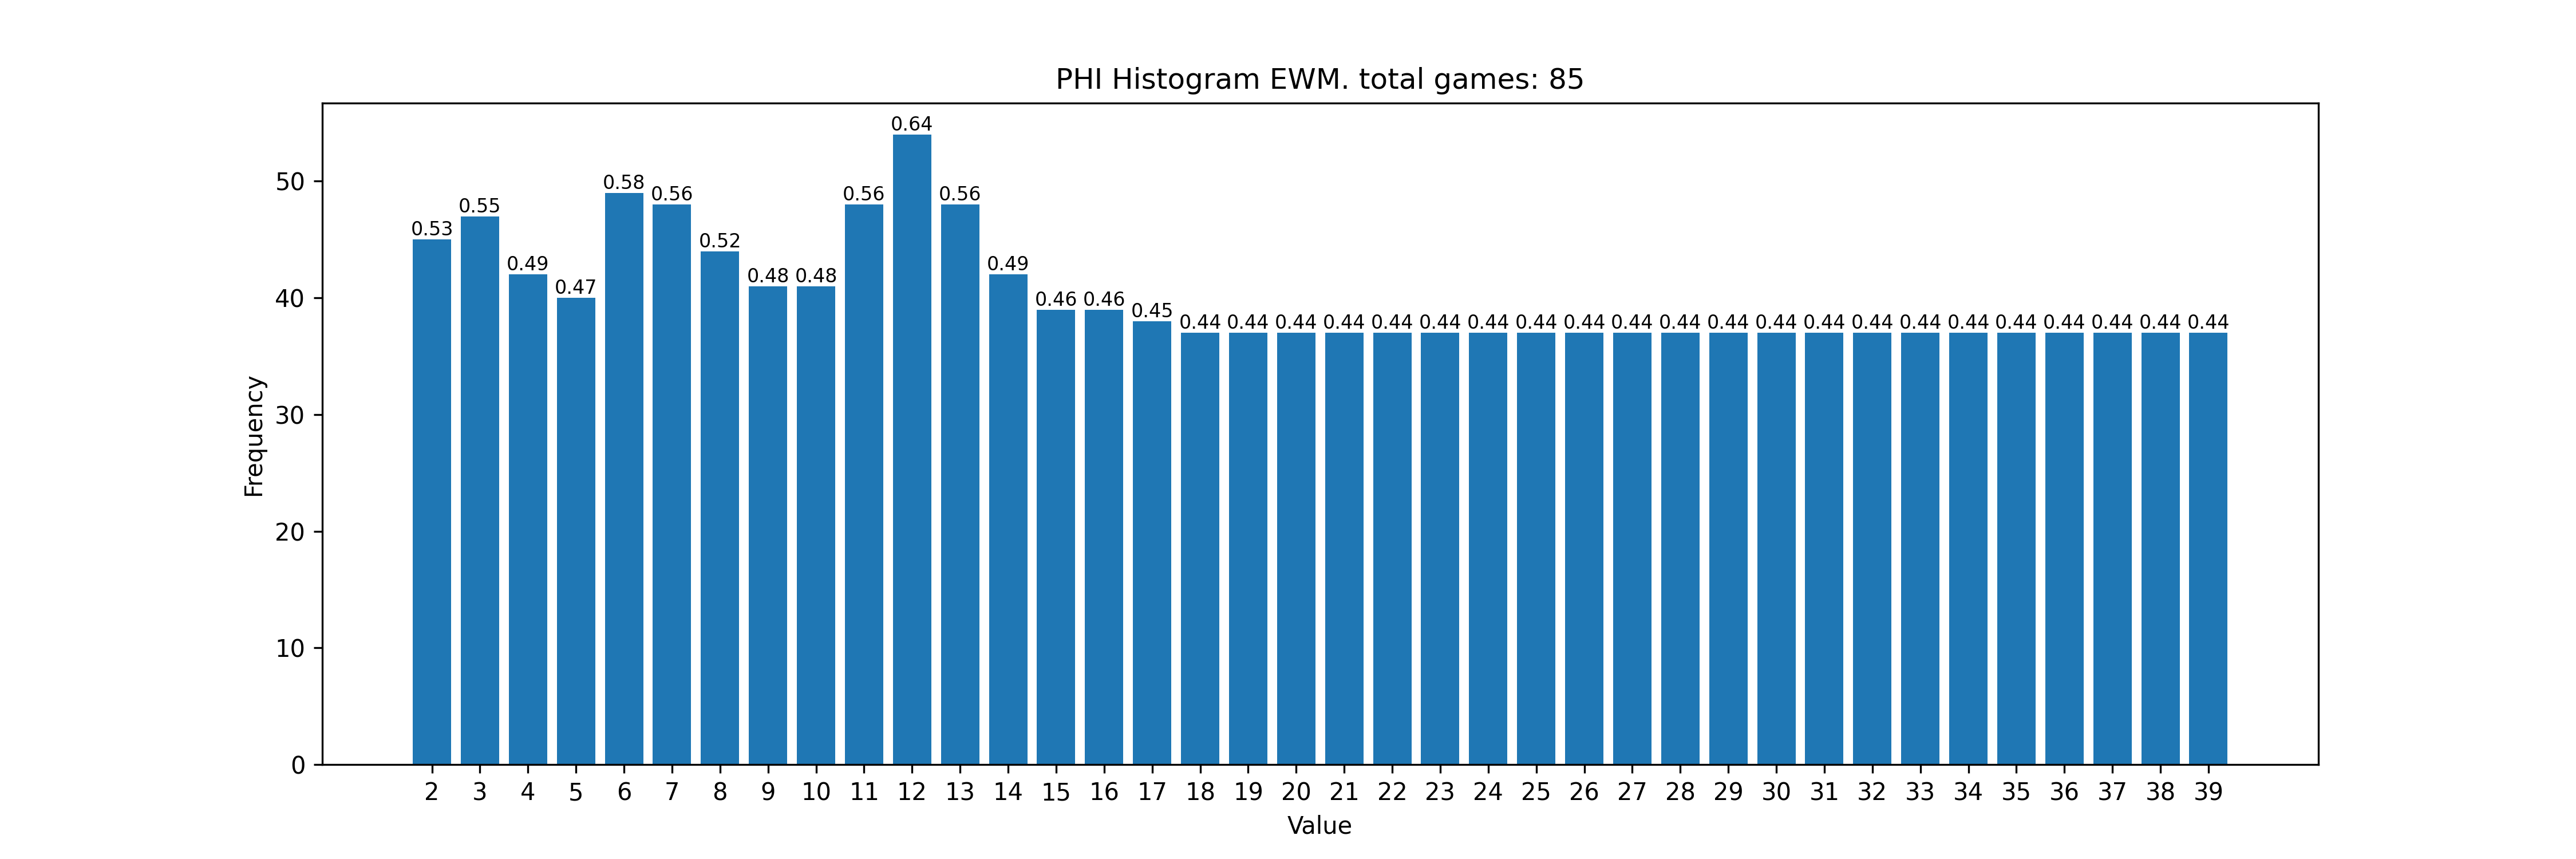 PHI Histogram EWM. total games: 85
0.53 0.55 0.49 0.47 0.58 0.56 0.52 0.48 0.48 0.56 0.64 0.56 0.49 0.46 0.46 0.45 0.44 0.44 0.44 0.44 0.44 0.44 0.44 0.44 0.44 0.44 0.44 0.44 0.44 0.44 0.44 0.44 0.44 0.44 0.44 0.44 0.44 0.44
Frequency
50
40
30
20
10
0
2 3 4 5 6 7 8 9 10 11 12 13 14 15 16 17 18 19 20 21 22 23 24 25 26 27 28 29 30 31 32 33 34 35 36 37 38 39
Value